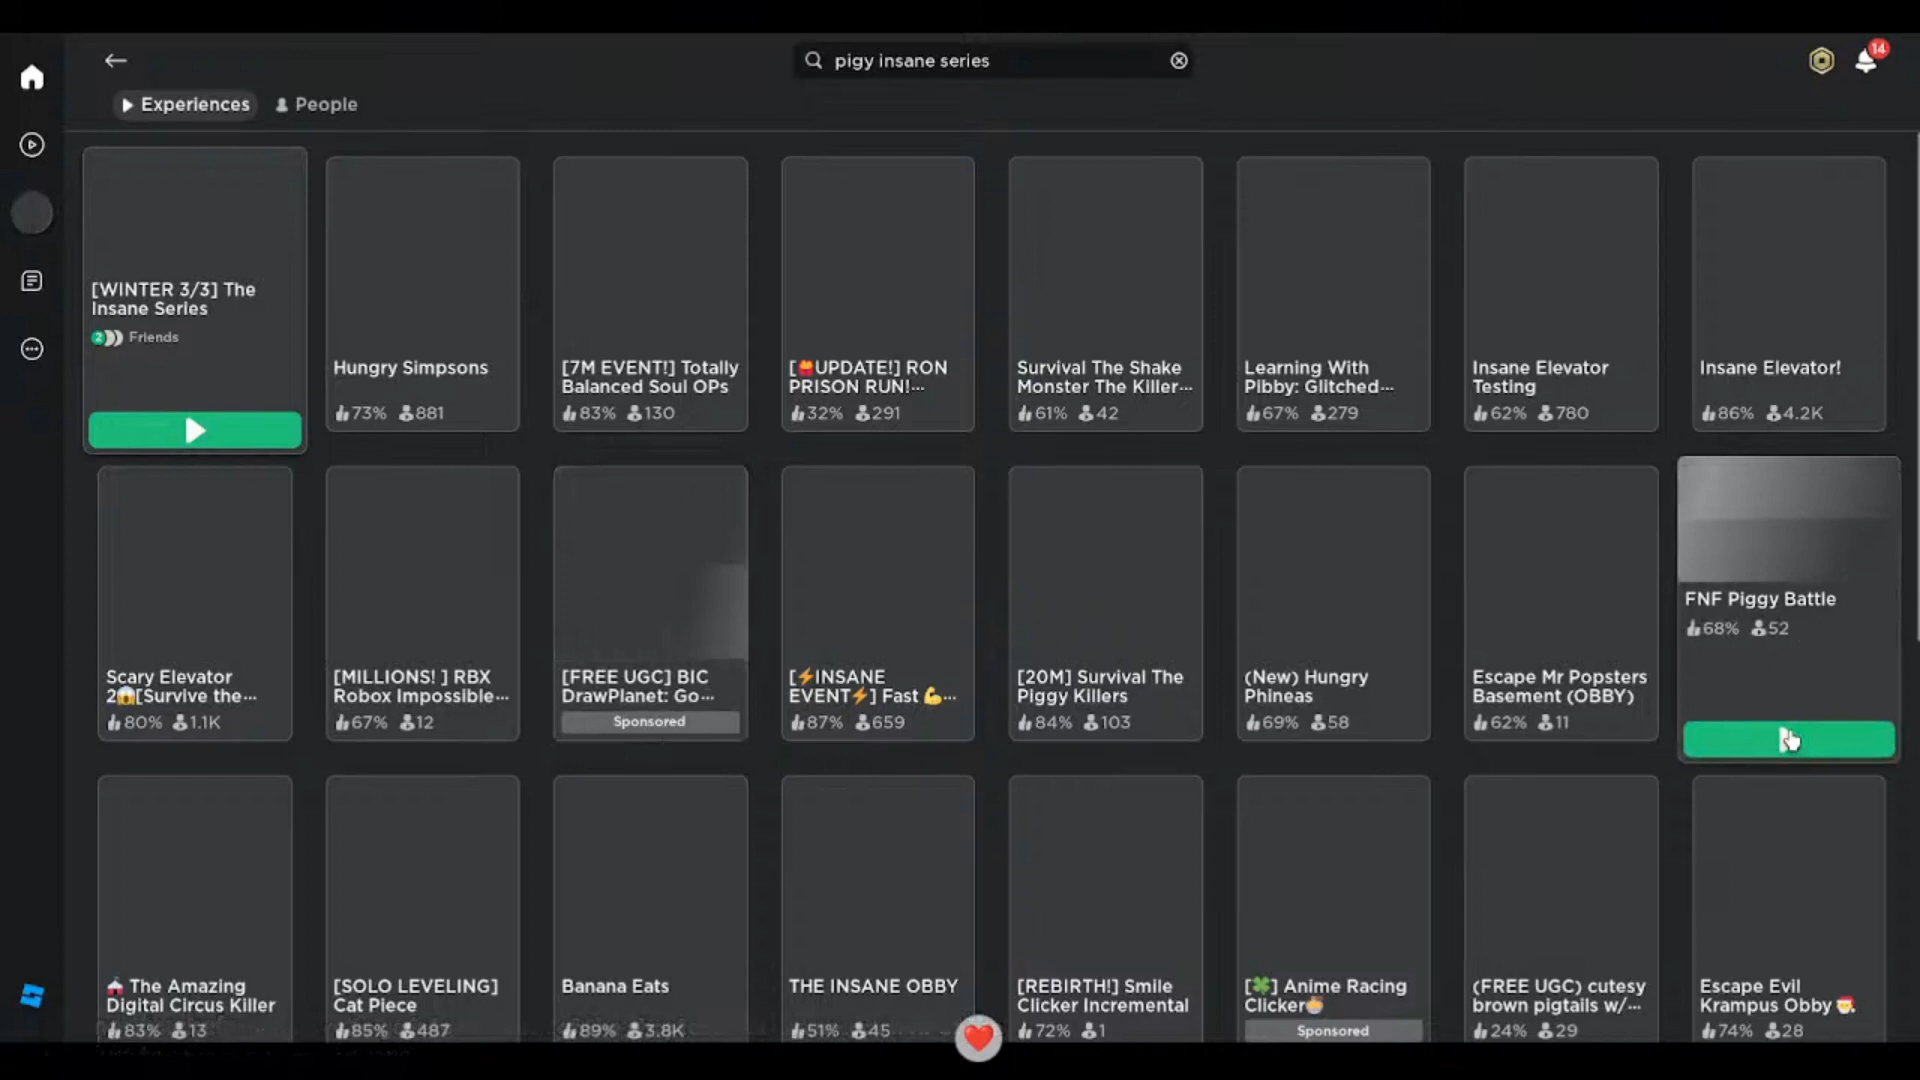 pigy insane series
14
Experiences
People
[WINTER 3/3] The
Insane Series
2 Friends
Hungry Simpsons
73% 881
[7M EVENT!] Totally
Balanced Soul OPs
83% 130
[🧧UPDATE!] RON
PRISON RUN!...
32% 291
Survival The Shake
Monster The Killer...
61% 42
Learning With
Pibby: Glitched...
67% 279
Insane Elevator
Testing
62% 780
Insane Elevator!
86% 4.2K
Scary Elevator
2😱[Survive the...
80% 1.1K
[MILLIONS! ] RBX
Robox Impossible...
67% 12
[FREE UGC] BIC
DrawPlanet: Go...
Sponsored
[⚡INSANE
EVENT⚡] Fast 💪...
87% 659
[20M] Survival The
Piggy Killers
84% 103
(New) Hungry
Phineas
69% 58
Escape Mr Popsters
Basement (OBBY)
62% 11
FNF Piggy Battle
68% 52
🎪 The Amazing
Digital Circus Killer
83% 13
[SOLO LEVELING]
Cat Piece
85% 487
Banana Eats
89% 3.8K
THE INSANE OBBY
51% 45
[REBIRTH!] Smile
Clicker Incremental
72% 1
[🍀] Anime Racing
Clicker
Sponsored
(FREE UGC) cutesy
brown pigtails w/...
24% 29
Escape Evil
Krampus Obby 🎅
74% 28